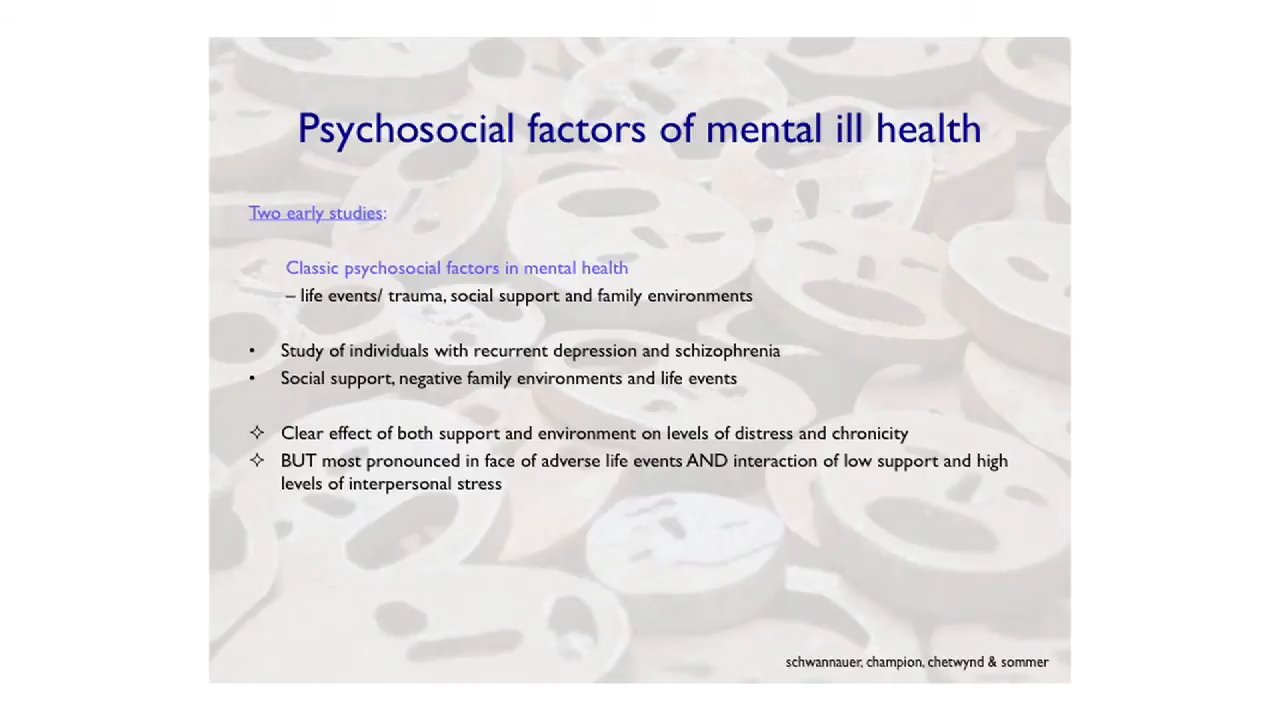 Psychosocial factors of mental ill health
Two early studies:
Classic psychosocial factors in mental health
– life events/ trauma, social support and family environments
• Study of individuals with recurrent depression and schizophrenia
• Social support, negative family environments and life events
✧ Clear effect of both support and environment on levels of distress and chronicity
✧ BUT most pronounced in face of adverse life events AND interaction of low support and high
levels of interpersonal stress
schwannauer, champion, chetwynd & sommer